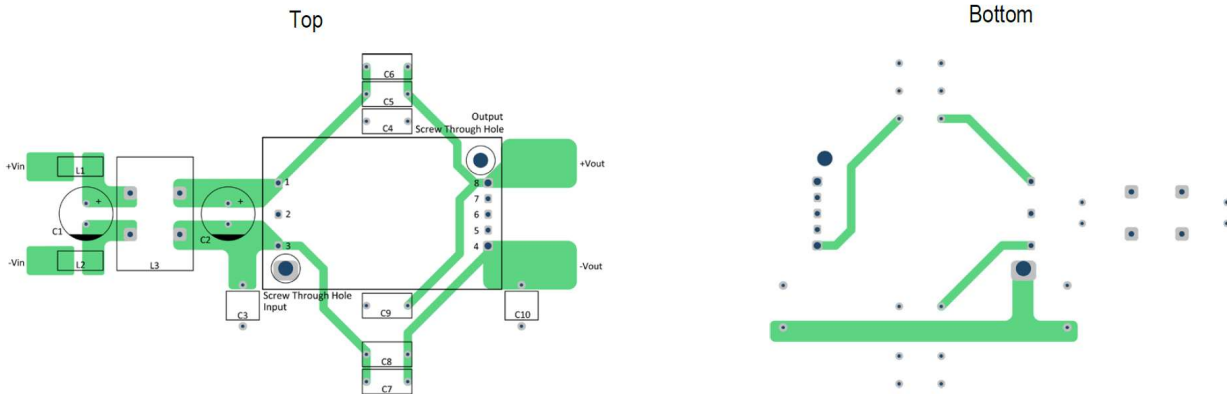 Top
Bottom
C6
C5
C4
Output
Screw Through Hole
+Vin
L1
+Vout
1
8
7
+
+
2
6
C1
C2
5
3
4
-Vin
L2
L3
-Vout
Screw Through Hole
Input
C3
C9
C10
C8
C7